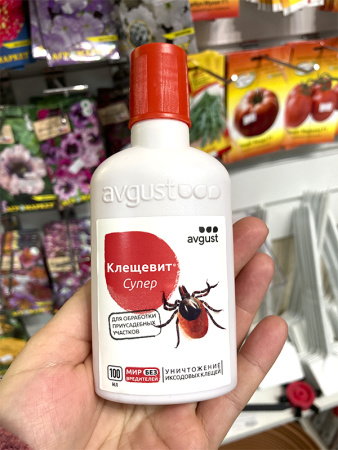 avgust
avgust
Клещевит®
Супер
ДЛЯ ОБРАБОТКИ
ПРИУСАДЕБНЫХ
УЧАСТКОВ
100
МЛ
МИР БЕЗ
ВРЕДИТЕЛЕЙ
УНИЧТОЖЕНИЕ
ИКСОДОВЫХ КЛЕЩЕЙ